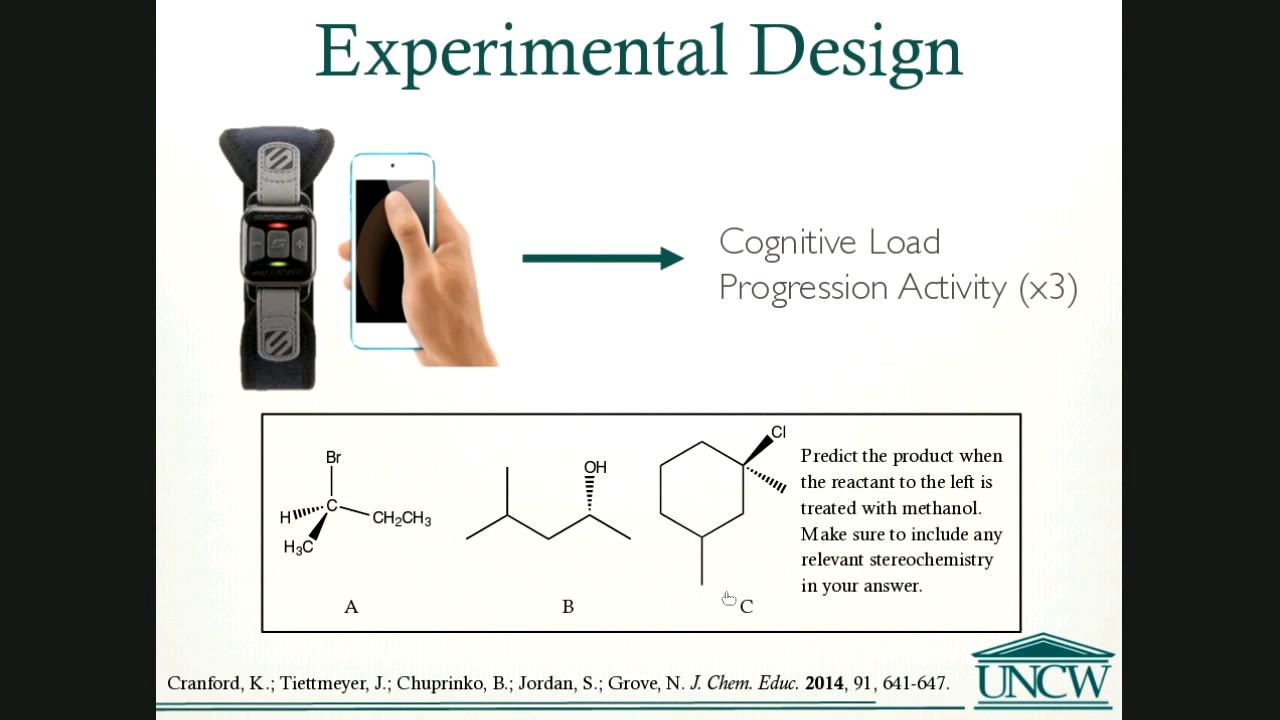 Experimental Design
Cognitive Load
Progression Activity (x3)
Br
H
C
CH2CH3
H3C
A
OH
B
Cl
C
Predict the product when
the reactant to the left is
treated with methanol.
Make sure to include any
relevant stereochemistry
in your answer.
Cranford, K.; Tiettmeyer, J.; Chuprinko, B.; Jordan, S.; Grove, N. J. Chem. Educ. 2014, 91, 641-647.
UNCW